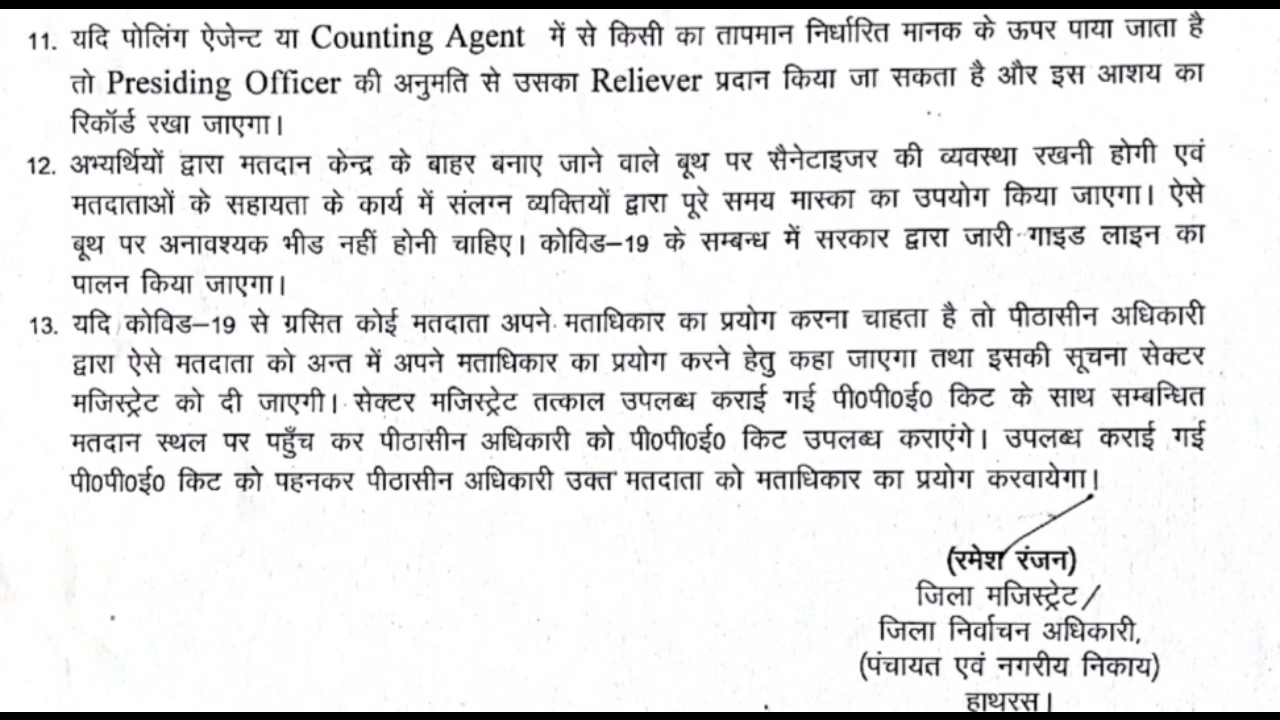 11. यदि पोलिंग ऐजेन्ट या Counting Agent में से किसी का तापमान निर्धारित मानक के ऊपर पाया जाता है
तो Presiding Officer की अनुमति से उसका Reliever प्रदान किया जा सकता है और इस आशय का
रिकॉर्ड रखा जाएगा।
12. अभ्यर्थियों द्वारा मतदान केन्द्र के बाहर बनाए जाने वाले बूथ पर सैनेटाइजर की व्यवस्था रखनी होगी एवं
मतदाताओं के सहायता के कार्य में संलग्न व्यक्तियों द्वारा पूरे समय मास्का का उपयोग किया जाएगा। ऐसे
बूथ पर अनावश्यक भीड नहीं होनी चाहिए। कोविड–19 के सम्बन्ध में सरकार द्वारा जारी गाइड लाइन का
पालन किया जाएगा।
13. यदि कोविड–19 से ग्रसित कोई मतदाता अपने मताधिकार का प्रयोग करना चाहता है तो पीठासीन अधिकारी
द्वारा ऐसे मतदाता को अन्त में अपने मताधिकार का प्रयोग करने हेतु कहा जाएगा तथा इसकी सूचना सेक्टर
मजिस्ट्रेट को दी जाएगी। सेक्टर मजिस्ट्रेट तत्काल उपलब्ध कराई गई पी0पी0ई0 किट के साथ सम्बन्धित
मतदान स्थल पर पहुँच कर पीठासीन अधिकारी को पी0पी0ई0 किट उपलब्ध कराएंगे। उपलब्ध कराई गई
पी0पी0ई0 किट को पहनकर पीठासीन अधिकारी उक्त मतदाता को मताधिकार का प्रयोग करवायेगा।
(रमेश रंजन)
जिला मजिस्ट्रेट/
जिला निर्वाचन अधिकारी,
(पंचायत एवं नगरीय निकाय)
हाथरस।